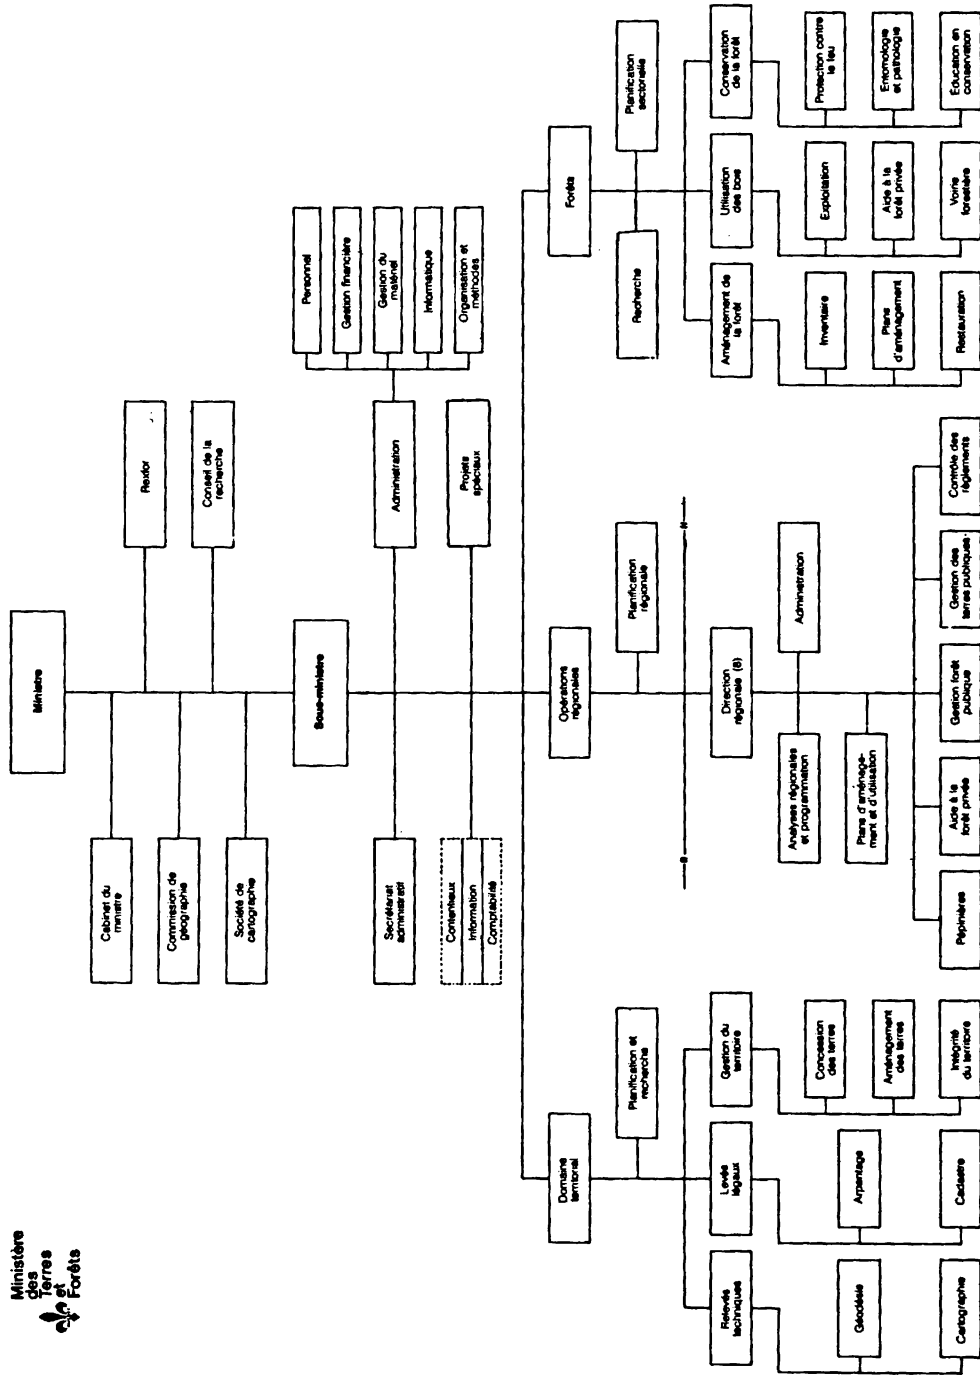 Ministère
des
Terres
et
Forêts
Ministre
Cabinet du
ministre
Rexfor
Commission de
géographie
Conseil de la
recherche
Société de
cartographie
Sous-ministre
Secrétariat
administratif
Administration
Personnel
Gestion financière
Gestion du
matériel
Informatique
Organisation et
méthodes
Contentieux
Information
Comptabilité
Projets
spéciaux
Domaine
territorial
Opérations
régionales
Forêts
Planification et
recherche
Planification
régionale
Recherche
Planification
sectorielle
Relevés
techniques
Levés
légaux
Gestion du
territoire
Direction
régionale (8)
Aménagement de
la forêt
Utilisation
des bois
Conservation
de la forêt
Géodésie
Cartographie
Arpentage
Cadastre
Concession
des terres
Aménagement
des terres
Intégrité
du territoire
Analyses régionales
et programmation
Administration
Plans d'aménage-
ment et d'utilisation
Pépinières
Aide à la
forêt privée
Gestion forêt
publique
Gestion des
terres publiques
Contrôle des
règlements
Inventaire
Plans
d'aménagement
Restauration
Exploitation
Aide à la
forêt privée
Voirie
forestière
Protection contre
le feu
Entomologie
et pathologie
Éducation en
conservation